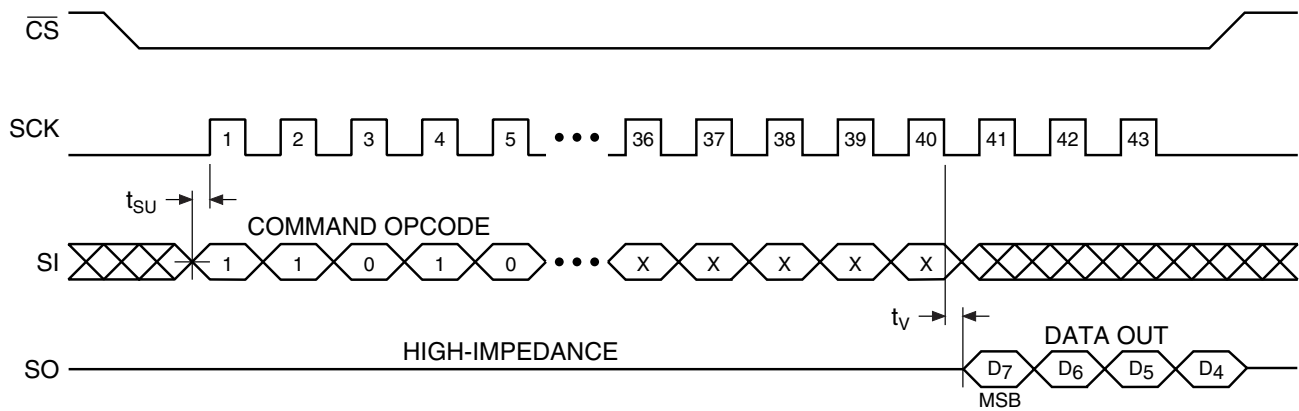 CS
SCK
1 2 3 4 5 ••• 36 37 38 39 40 41 42 43
tSU
COMMAND OPCODE
SI
1 1 0 1 0 ••• X X X X X
tV
HIGH-IMPEDANCE
DATA OUT
SO
D7 D6 D5 D4
MSB